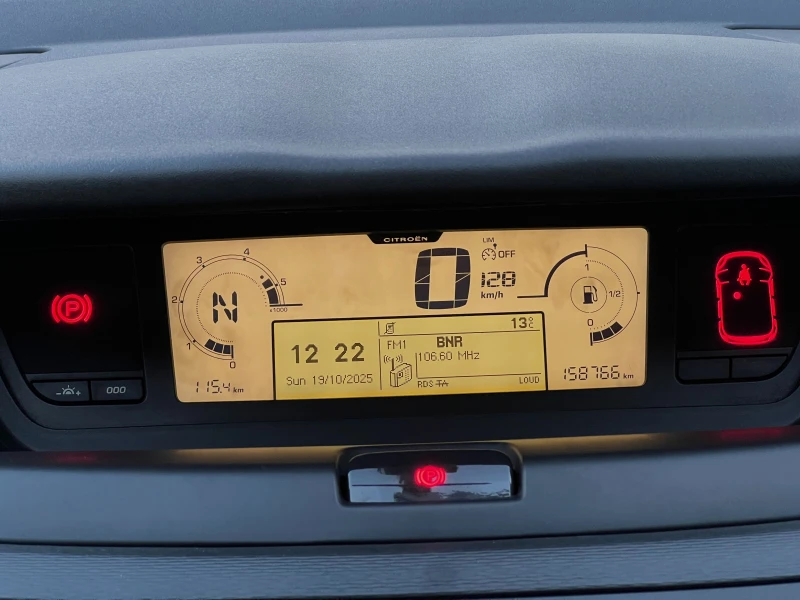 CITROËN
LIM
OFF
0 128
km/h
4
3
5
2
x1000
1
0
N
1
1/2
0
P
13°C
12 22
FM1 BNR
106.60 MHz
Sun 19/10/2025
RDS TA LOUD
115.4 km
158766 km
- +
000
P